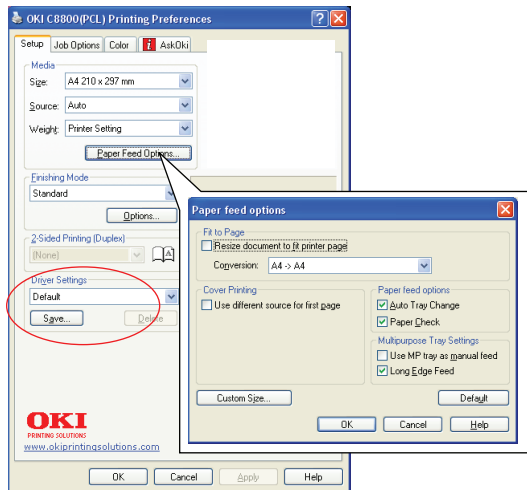 OKI C8800(PCL) Printing Preferences
Setup Job Options Color AskOki
Media
Size: A4 210 x 297 mm
Source: Auto
Weight: Printer Setting
Paper Feed Options...
Finishing Mode
Standard
Options...
2-Sided Printing (Duplex)
(None)
Driver Settings
Default
Save... Delete
OKI
PRINTING SOLUTIONS
www.okiprintingsolutions.com
OK Cancel Apply Help
Paper feed options
Fit to Page
Resize document to fit printer page
Conversion: A4 -> A4
Cover Printing
Use different source for first page
Paper feed options
Auto Tray Change
Paper Check
Multipurpose Tray Settings
Use MP tray as manual feed
Long Edge Feed
Custom Size... Default
OK Cancel Help